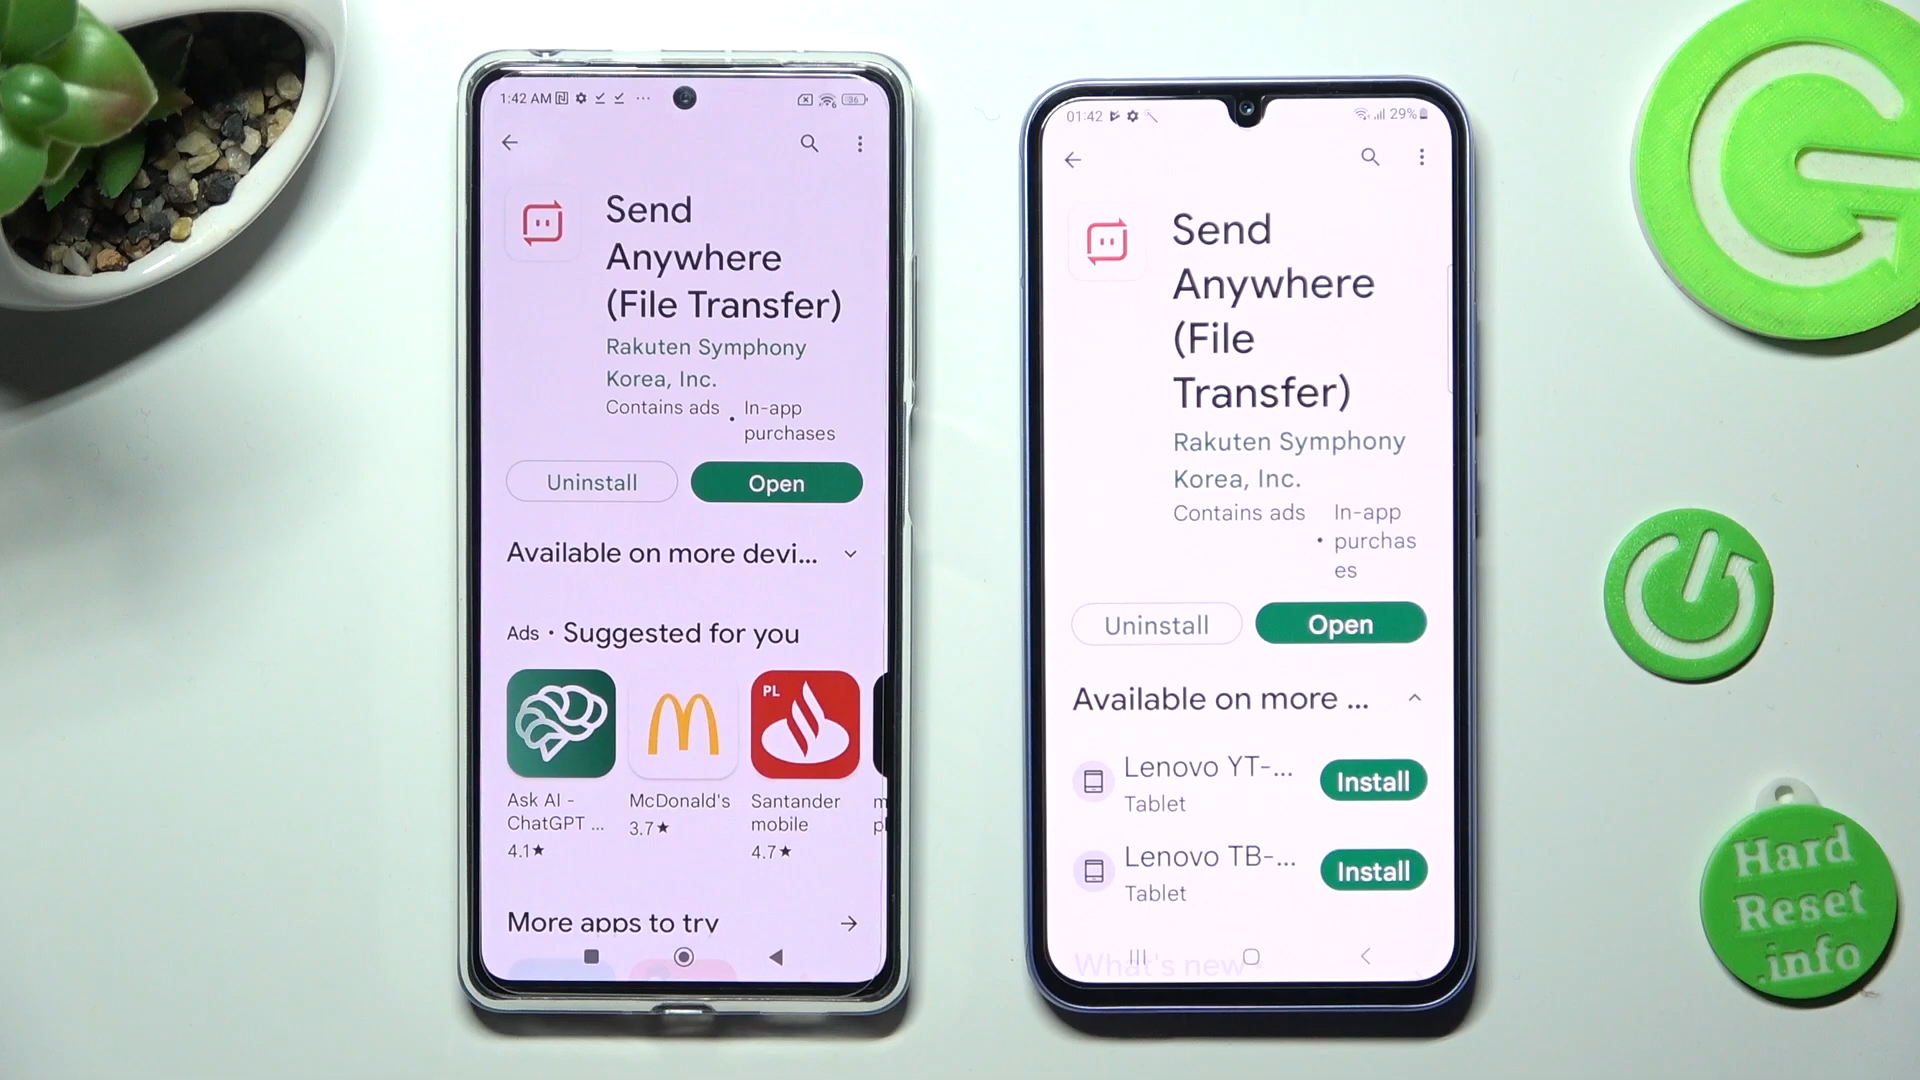 1:42 AM
36
Send
Anywhere
(File Transfer)
Rakuten Symphony
Korea, Inc.
Contains ads • In-app
purchases
Uninstall
Open
Available on more devi...
Ads • Suggested for you
PL
Ask AI -
ChatGPT ...
4.1★
McDonald's
3.7★
Santander
mobile
4.7★
m
pl
More apps to try
01:42
29%
Send
Anywhere
(File
Transfer)
Rakuten Symphony
Korea, Inc.
Contains ads • In-app
purchas
es
Uninstall
Open
Available on more ...
Lenovo YT-...
Tablet
Install
Lenovo TB-...
Tablet
Install
What's new
Hard
Reset
.info